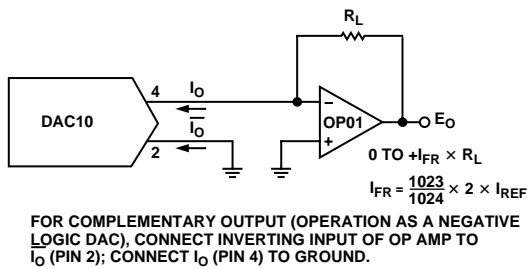 R_L
4
I_O
DAC10
I̅_O
2
−
OP01
+
E_O
0 TO +I_FR × R_L
I_FR = 1023/1024 × 2 × I_REF
FOR COMPLEMENTARY OUTPUT (OPERATION AS A NEGATIVE
LOGIC DAC), CONNECT INVERTING INPUT OF OP AMP TO
I̅_O (PIN 2); CONNECT I_O (PIN 4) TO GROUND.